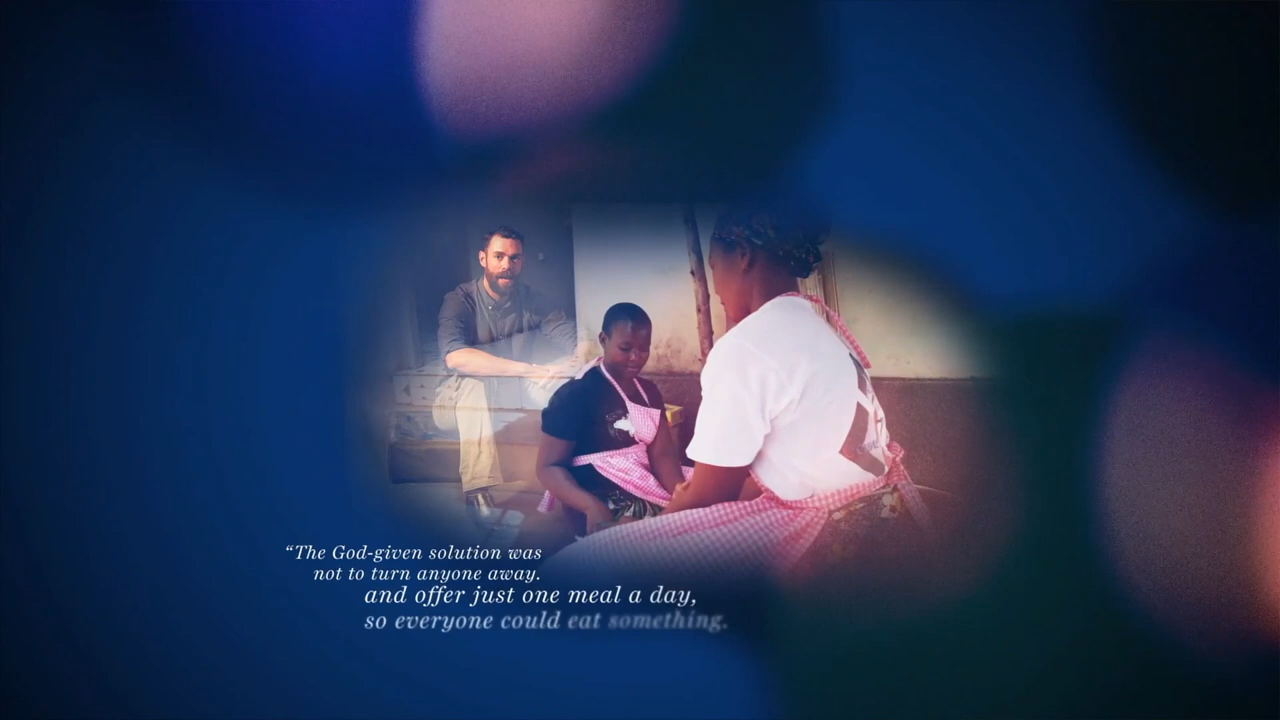 “The God-given solution was
not to turn anyone away.
and offer just one meal a day,
so everyone could eat something.